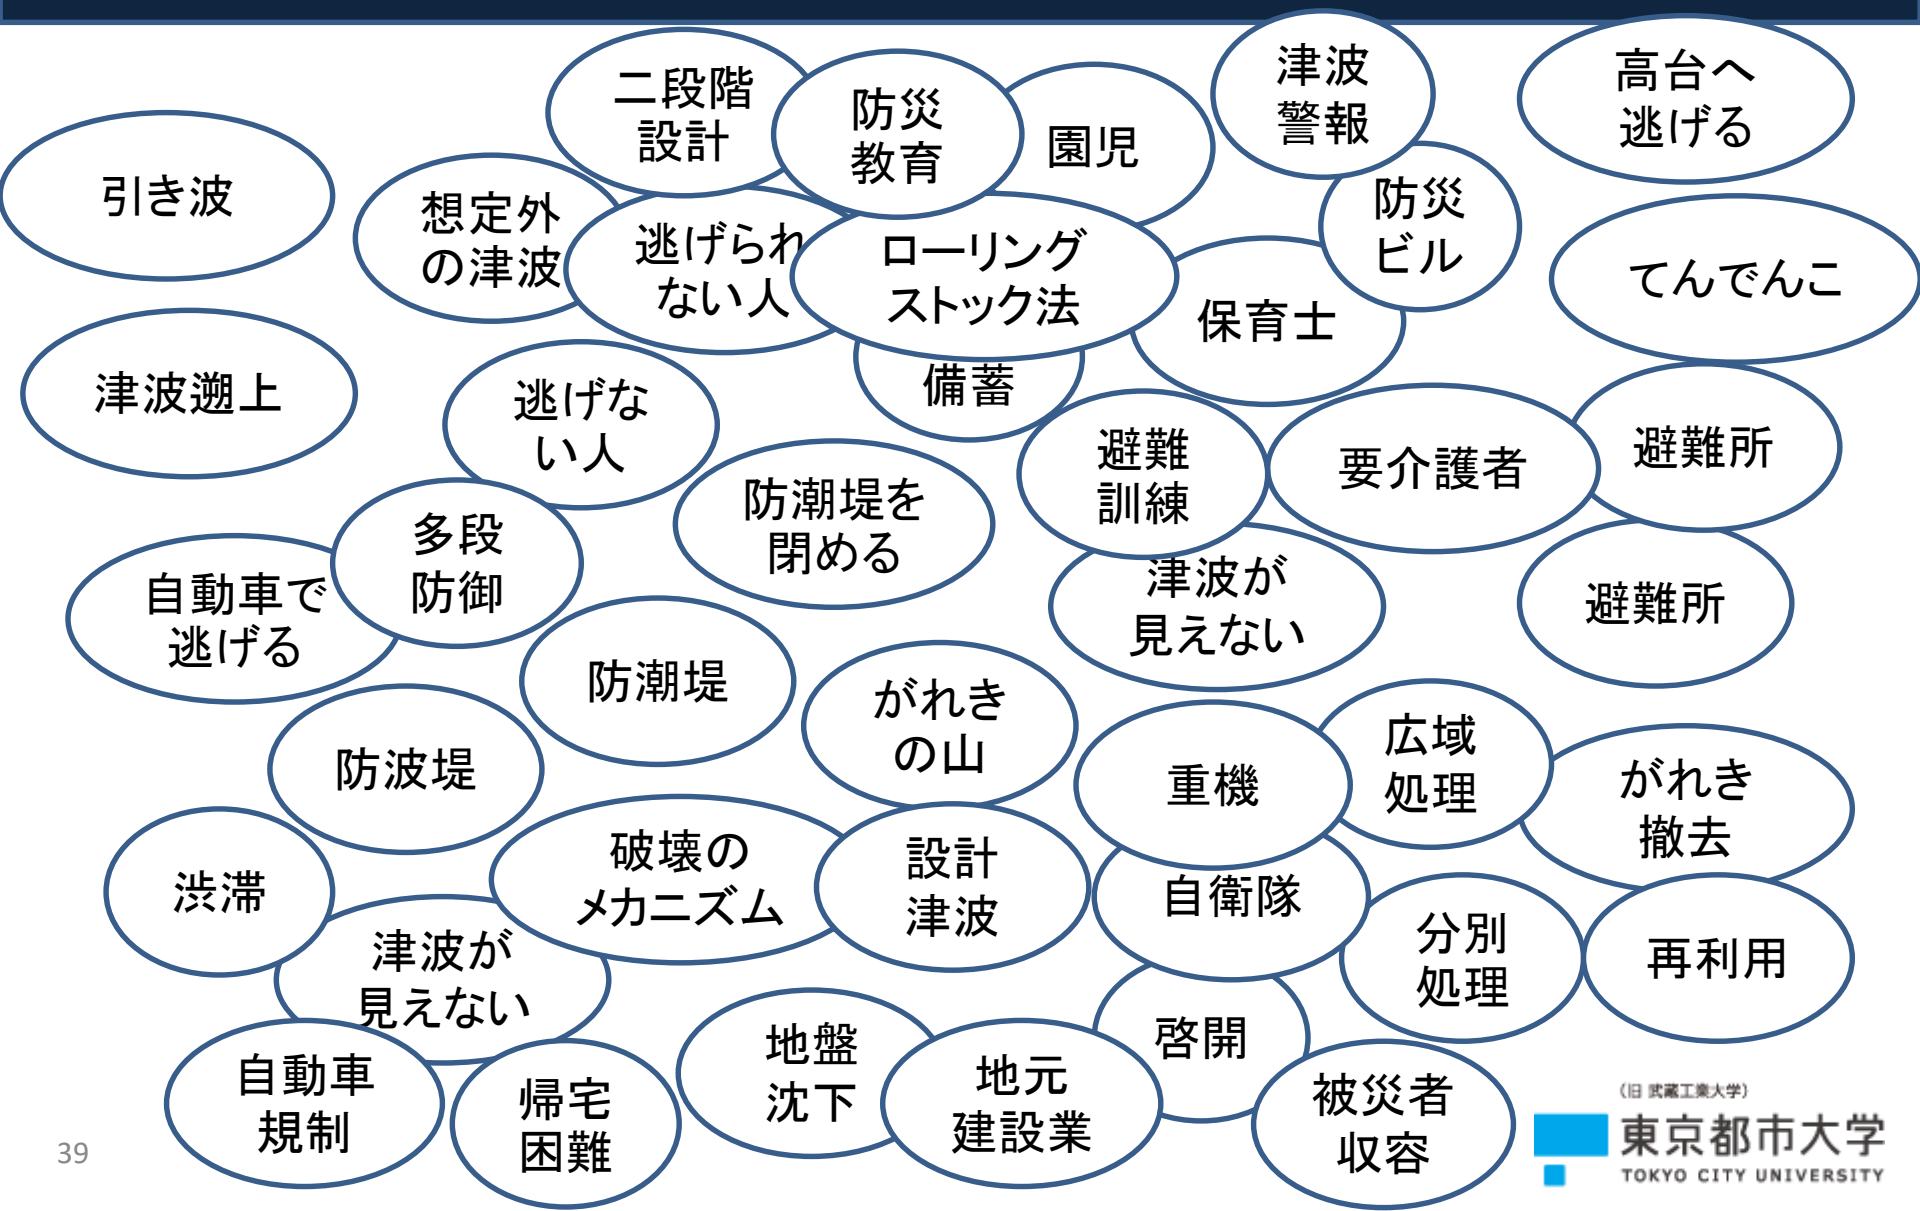 二段階
設計
防災
教育
園児
津波
警報
高台へ
逃げる
引き波
想定外
の津波
逃げられ
ない人
ローリング
ストック法
防災
ビル
てんでんこ
保育士
津波遡上
逃げな
い人
備蓄
避難
訓練
要介護者
避難所
防潮堤を
閉める
多段
防御
自動車で
逃げる
津波が
見えない
避難所
防潮堤
がれき
の山
防波堤
重機
広域
処理
がれき
撤去
渋滞
破壊の
メカニズム
設計
津波
自衛隊
分別
処理
再利用
津波が
見えない
自動車
規制
帰宅
困難
地盤
沈下
地元
建設業
啓開
被災者
収容
39
(旧 武蔵工業大学)
東京都市大学
TOKYO CITY UNIVERSITY